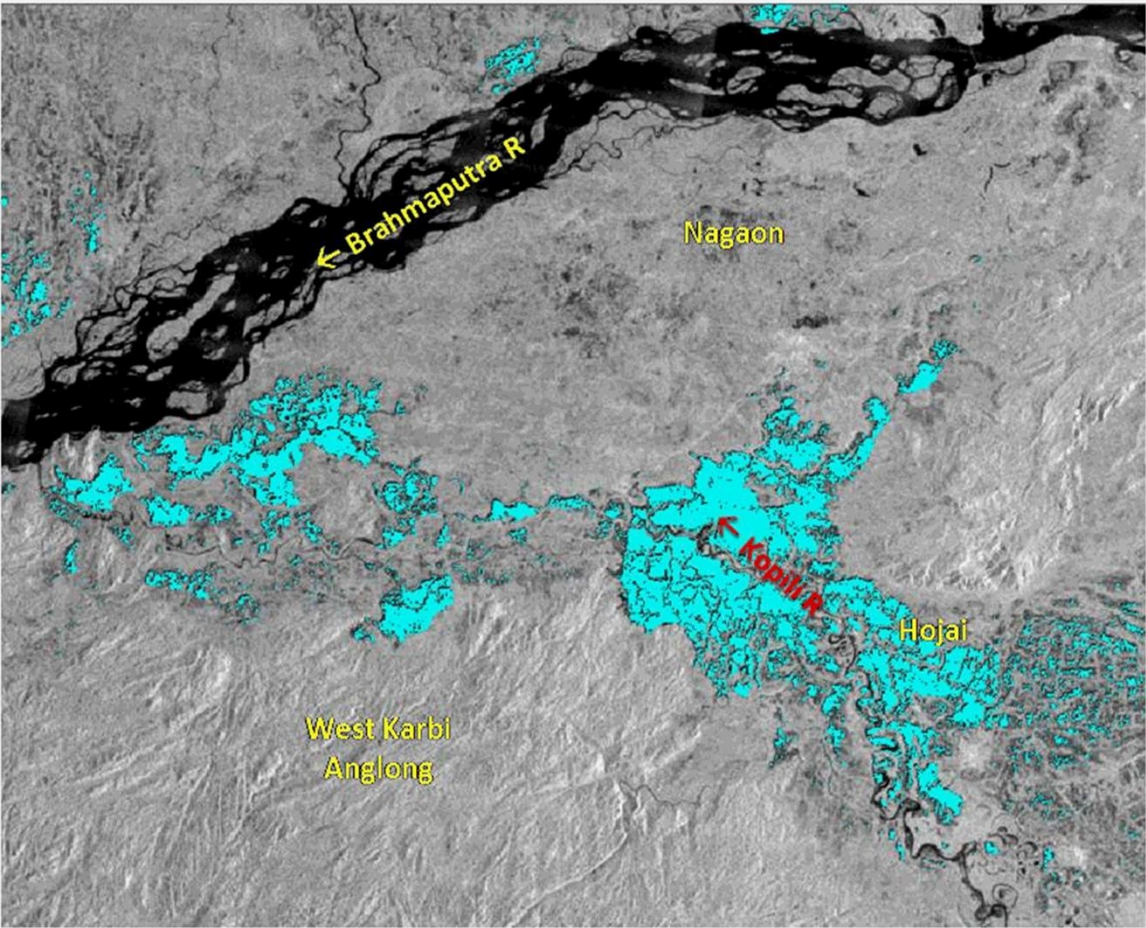 ← Brahmaputra R
Nagaon
← Kopili R
Hojai
West Karbi
Anglong